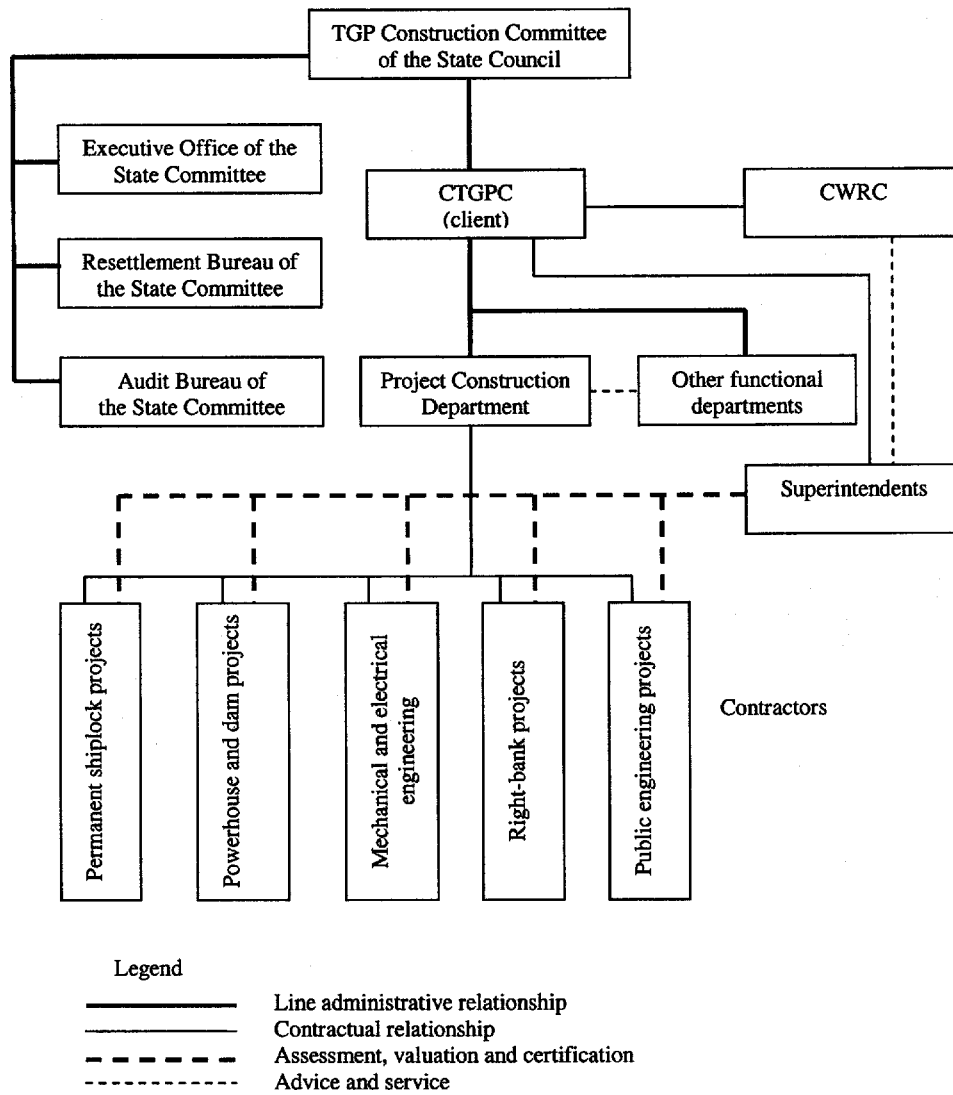 TGP Construction Committee
of the State Council
Executive Office of the
State Committee
CTGPC
(client)
CWRC
Resettlement Bureau of
the State Committee
Audit Bureau of
the State Committee
Project Construction
Department
Other functional
departments
Superintendents
Permanent shiplock projects
Powerhouse and dam projects
Mechanical and electrical
engineering
Right-bank projects
Public engineering projects
Contractors
Legend
Line administrative relationship
Contractual relationship
Assessment, valuation and certification
Advice and service